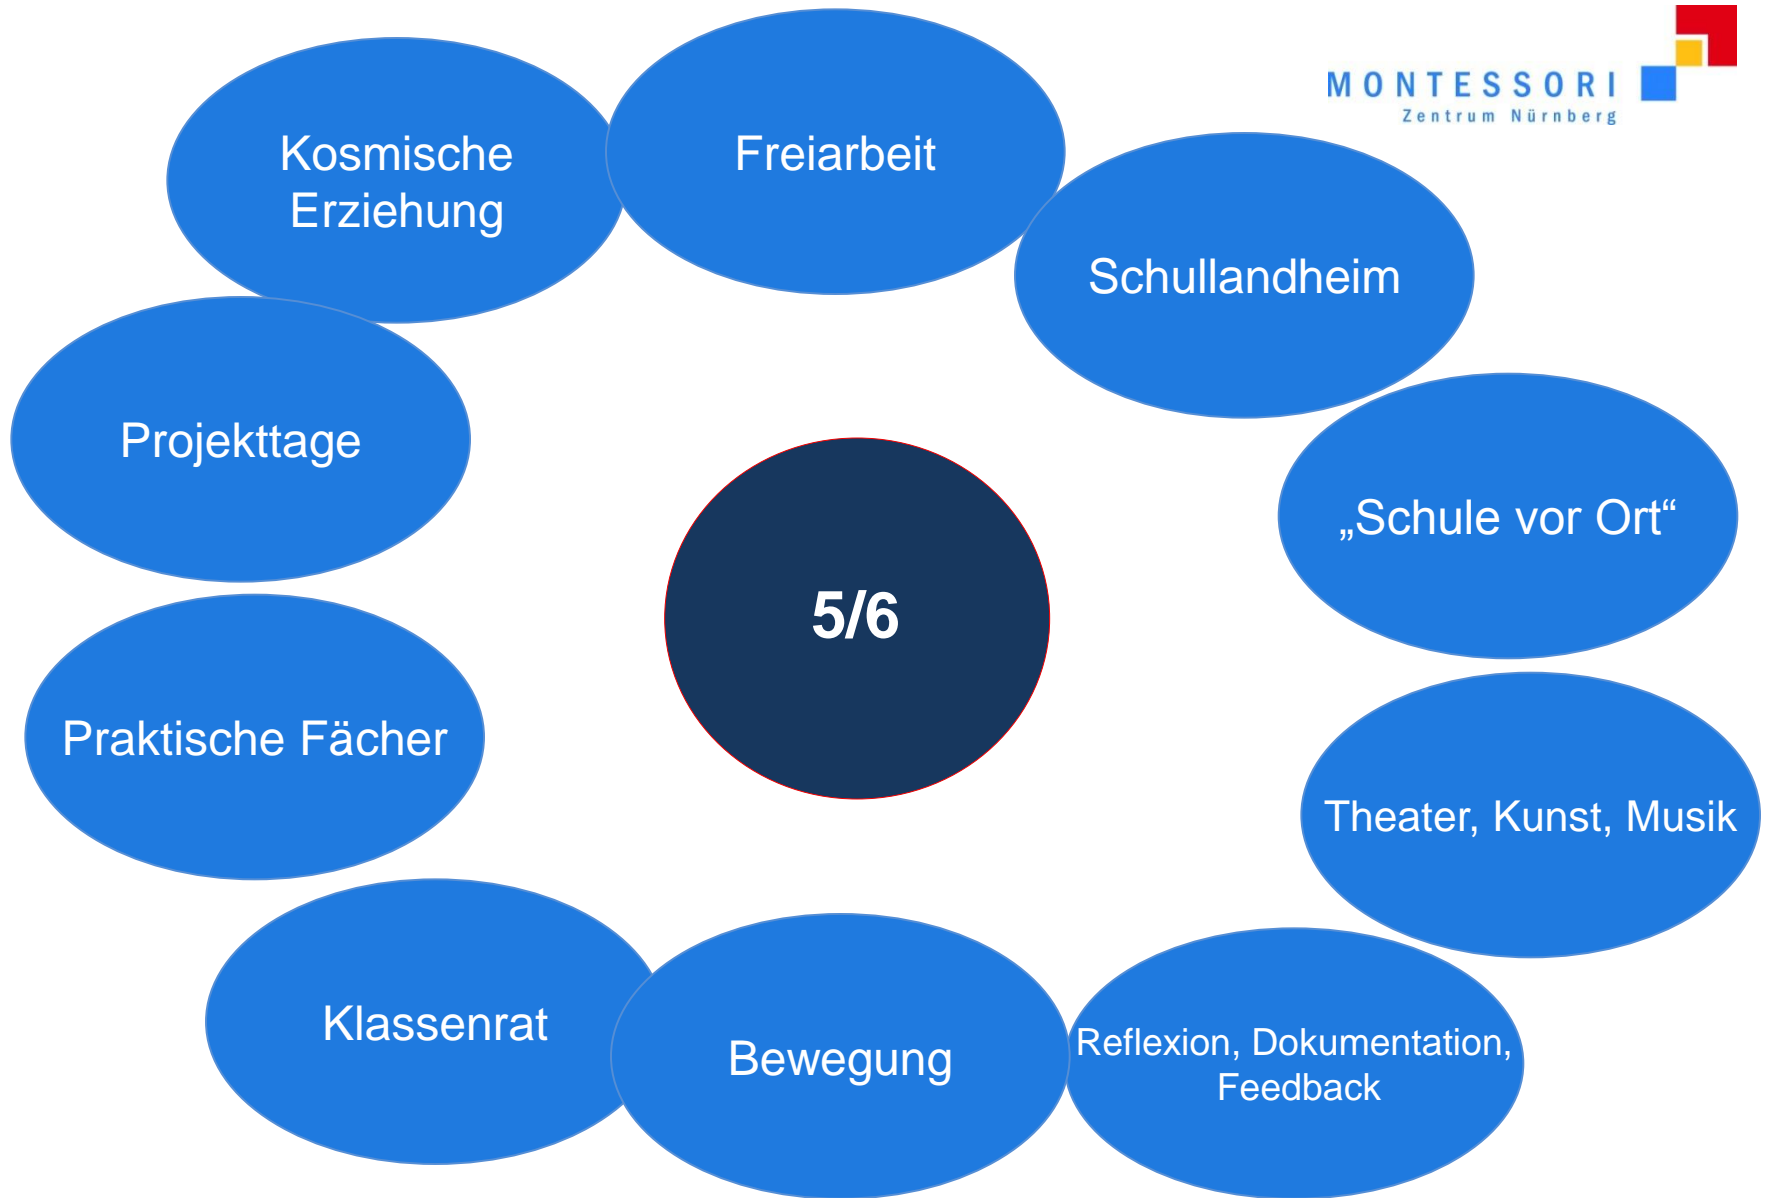 MONTESSORI
Zentrum Nürnberg
Kosmische
Erziehung
Freiarbeit
Schullandheim
Projekttage
„Schule vor Ort“
5/6
Praktische Fächer
Theater, Kunst, Musik
Klassenrat
Bewegung
Reflexion, Dokumentation,
Feedback